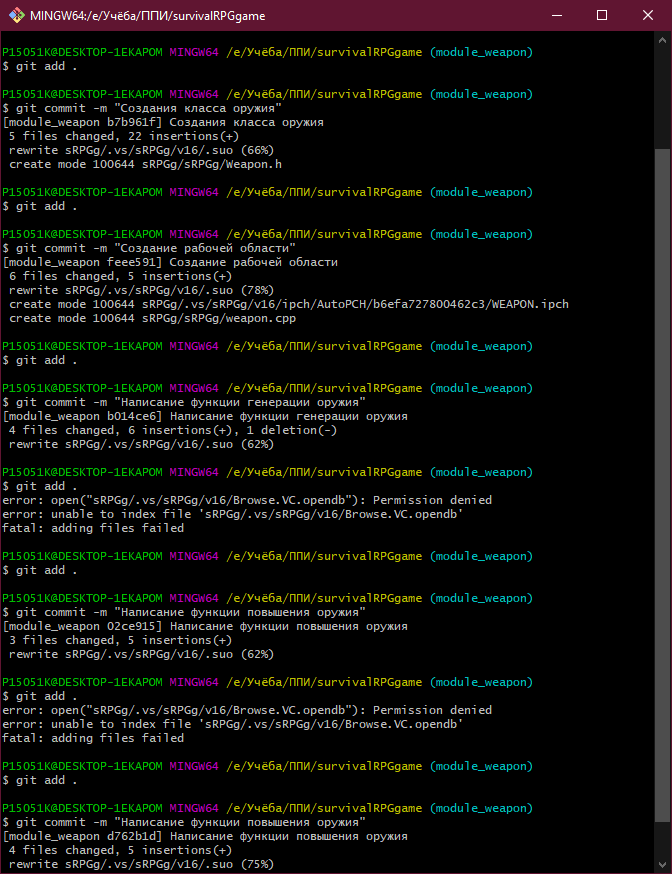 MINGW64:/e/Учёба/ППИ/survivalRPGgame
P15051K@DESKTOP-1EKAPOM MINGW64 /e/Учёба/ППИ/survivalRPGgame (module_weapon)
$ git add .
P15051K@DESKTOP-1EKAPOM MINGW64 /e/Учёба/ППИ/survivalRPGgame (module_weapon)
$ git commit -m "Создания класса оружия"
[module_weapon b7b961f] Создания класса оружия
5 files changed, 22 insertions(+)
rewrite sRPGg/.vs/sRPGg/v16/.suo (66%)
create mode 100644 sRPGg/sRPGg/Weapon.h
P15051K@DESKTOP-1EKAPOM MINGW64 /e/Учёба/ППИ/survivalRPGgame (module_weapon)
$ git add .
P15051K@DESKTOP-1EKAPOM MINGW64 /e/Учёба/ППИ/survivalRPGgame (module_weapon)
$ git commit -m "Создание рабочей области"
[module_weapon feee591] Создание рабочей области
6 files changed, 5 insertions(+)
rewrite sRPGg/.vs/sRPGg/v16/.suo (78%)
create mode 100644 sRPGg/.vs/sRPGg/v16/ipch/AutoPCH/b6efa727800462c3/WEAPON.ipch
create mode 100644 sRPGg/sRPGg/weapon.cpp
P15051K@DESKTOP-1EKAPOM MINGW64 /e/Учёба/ППИ/survivalRPGgame (module_weapon)
$ git add .
P15051K@DESKTOP-1EKAPOM MINGW64 /e/Учёба/ППИ/survivalRPGgame (module_weapon)
$ git commit -m "Написание функции генерации оружия"
[module_weapon b014ce6] Написание функции генерации оружия
4 files changed, 6 insertions(+), 1 deletion(-)
rewrite sRPGg/.vs/sRPGg/v16/.suo (62%)
P15051K@DESKTOP-1EKAPOM MINGW64 /e/Учёба/ППИ/survivalRPGgame (module_weapon)
$ git add .
error: open("sRPGg/.vs/sRPGg/v16/Browse.VC.opendb"): Permission denied
error: unable to index file 'sRPGg/.vs/sRPGg/v16/Browse.VC.opendb'
fatal: adding files failed
P15051K@DESKTOP-1EKAPOM MINGW64 /e/Учёба/ППИ/survivalRPGgame (module_weapon)
$ git add .
P15051K@DESKTOP-1EKAPOM MINGW64 /e/Учёба/ППИ/survivalRPGgame (module_weapon)
$ git commit -m "Написание функции повышения оружия"
[module_weapon 02ce915] Написание функции повышения оружия
3 files changed, 5 insertions(+)
rewrite sRPGg/.vs/sRPGg/v16/.suo (62%)
P15051K@DESKTOP-1EKAPOM MINGW64 /e/Учёба/ППИ/survivalRPGgame (module_weapon)
$ git add .
error: open("sRPGg/.vs/sRPGg/v16/Browse.VC.opendb"): Permission denied
error: unable to index file 'sRPGg/.vs/sRPGg/v16/Browse.VC.opendb'
fatal: adding files failed
P15051K@DESKTOP-1EKAPOM MINGW64 /e/Учёба/ППИ/survivalRPGgame (module_weapon)
$ git add .
P15051K@DESKTOP-1EKAPOM MINGW64 /e/Учёба/ППИ/survivalRPGgame (module_weapon)
$ git commit -m "Написание функции повышения оружия"
[module_weapon d762b1d] Написание функции повышения оружия
4 files changed, 5 insertions(+)
rewrite sRPGg/.vs/sRPGg/v16/.suo (75%)